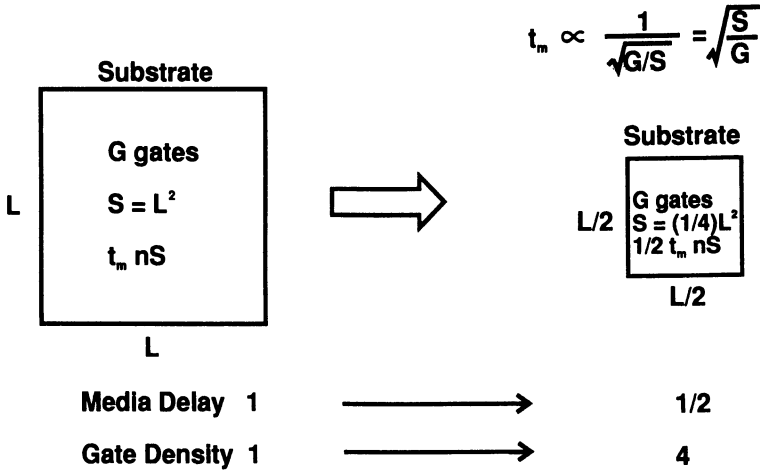 t_m ∝ 1/√G/S = √S/G
Substrate
G gates
S = L²
t_m nS
L
L
Substrate
G gates
S = (1/4)L²
1/2 t_m nS
L/2
L/2
Media Delay 1 1/2
Gate Density 1 4